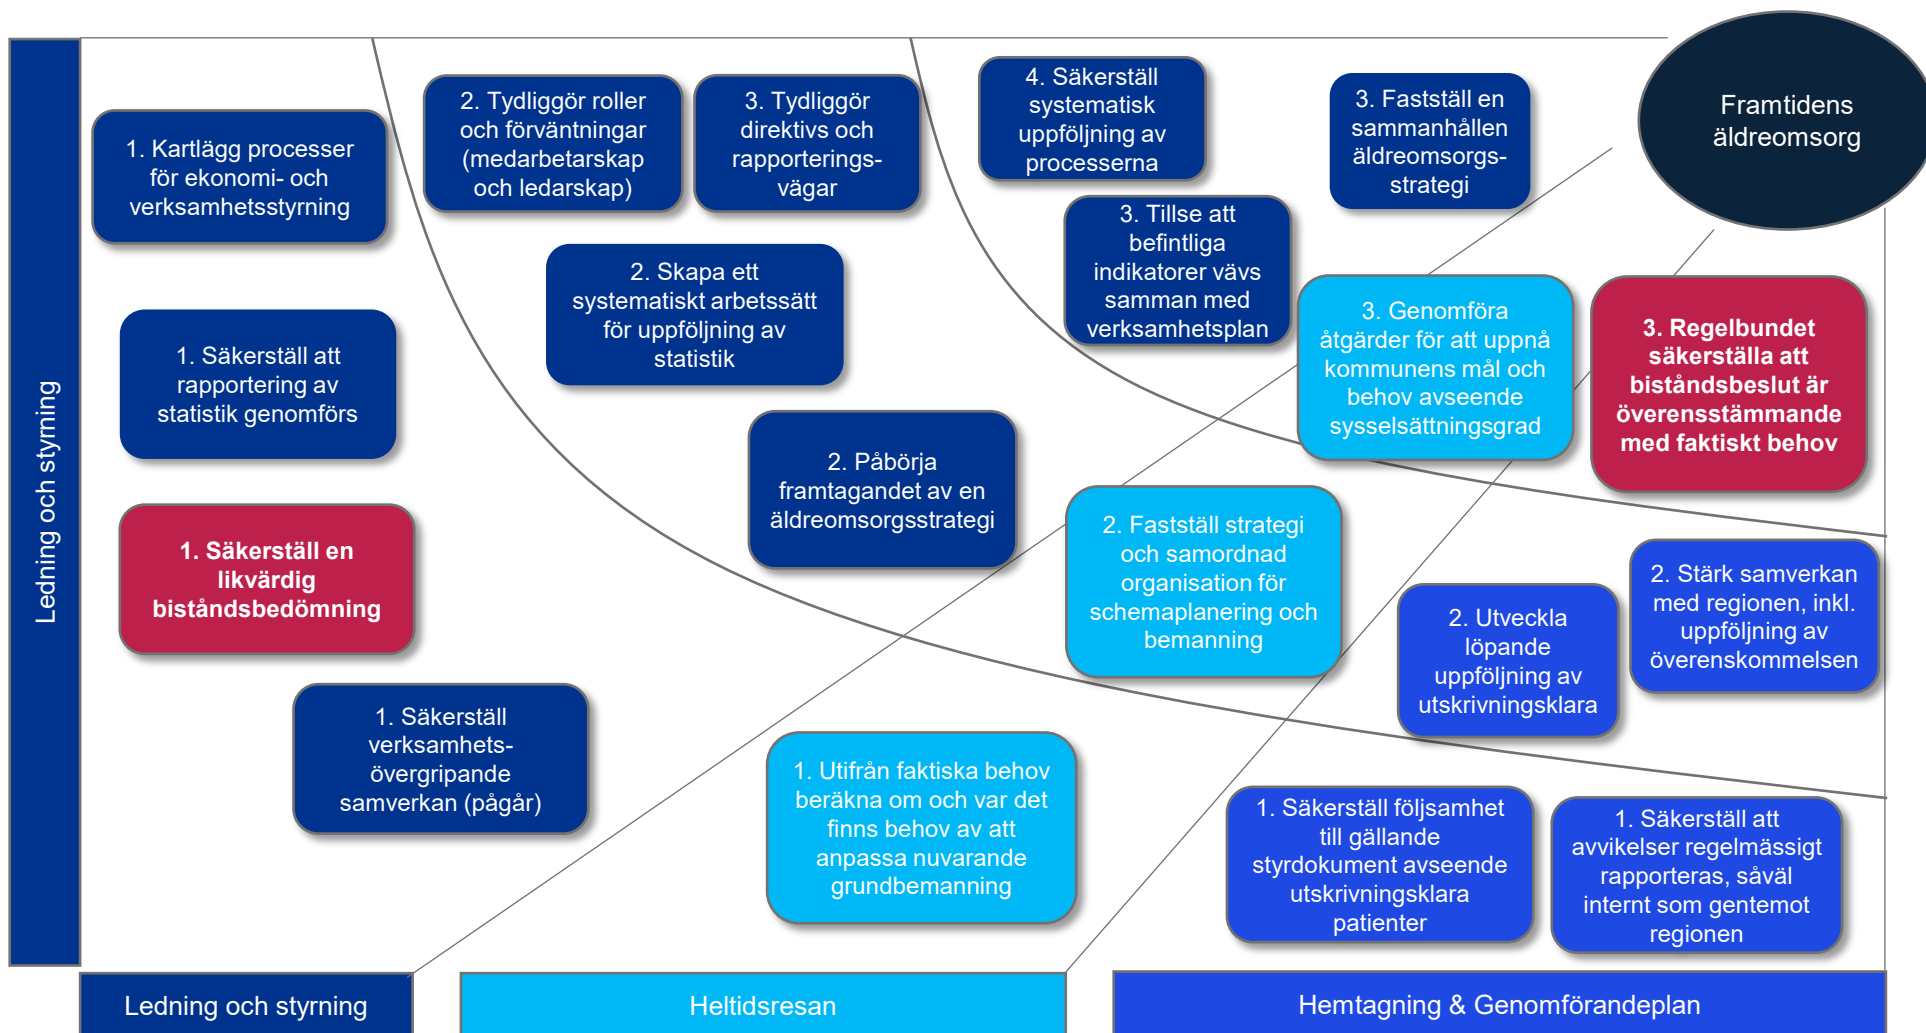 Ledning och styrning
1. Kartlägg processer
för ekonomi- och
verksamhetsstyrning
2. Tydliggör roller
och förväntningar
(medarbetarskap
och ledarskap)
3. Tydliggör
direktivs och
rapporterings-
vägar
4. Säkerställ
systematisk
uppföljning av
processerna
3. Fastställ en
sammanhållen
äldreomsorgs-
strategi
Framtidens
äldreomsorg
1. Säkerställ att
rapportering av
statistik genomförs
2. Skapa ett
systematiskt arbetssätt
för uppföljning av
statistik
3. Tillse att
befintliga
indikatorer vävs
samman med
verksamhetsplan
3. Genomföra
åtgärder för att uppnå
kommunens mål och
behov avseende
sysselsättningsgrad
3. Regelbundet
säkerställa att
biståndsbeslut är
överensstämmande
med faktiskt behov
1. Säkerställ en
likvärdig
biståndsbedömning
2. Påbörja
framtagandet av en
äldreomsorgsstrategi
2. Fastställ strategi
och samordnad
organisation för
schemaplanering och
bemanning
2. Utveckla
löpande
uppföljning av
utskrivningsklara
2. Stärk samverkan
med regionen, inkl.
uppföljning av
överenskommelsen
1. Säkerställ
verksamhets-
övergripande
samverkan (pågår)
1. Utifrån faktiska behov
beräkna om och var det
finns behov av att
anpassa nuvarande
grundbemanning
1. Säkerställ följsamhet
till gällande
styrdokument avseende
utskrivningsklara
patienter
1. Säkerställ att
avvikelser regelmässigt
rapporteras, såväl
internt som gentemot
regionen
Ledning och styrning
Heltidsresan
Hemtagning & Genomförandeplan